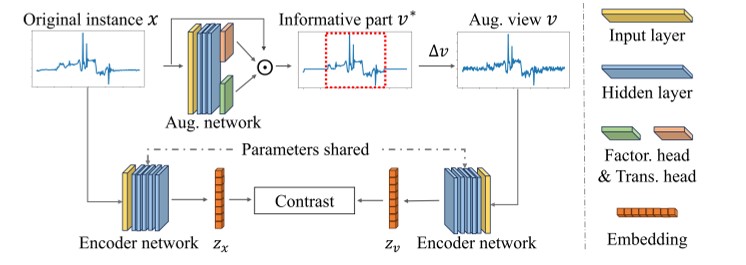 Original instance x
Informative part v*
Aug. view v
Δv
Aug. network
Parameters shared
Contrast
Encoder network
z_x
z_v
Encoder network
Input layer
Hidden layer
Factor. head
& Trans. head
Embedding